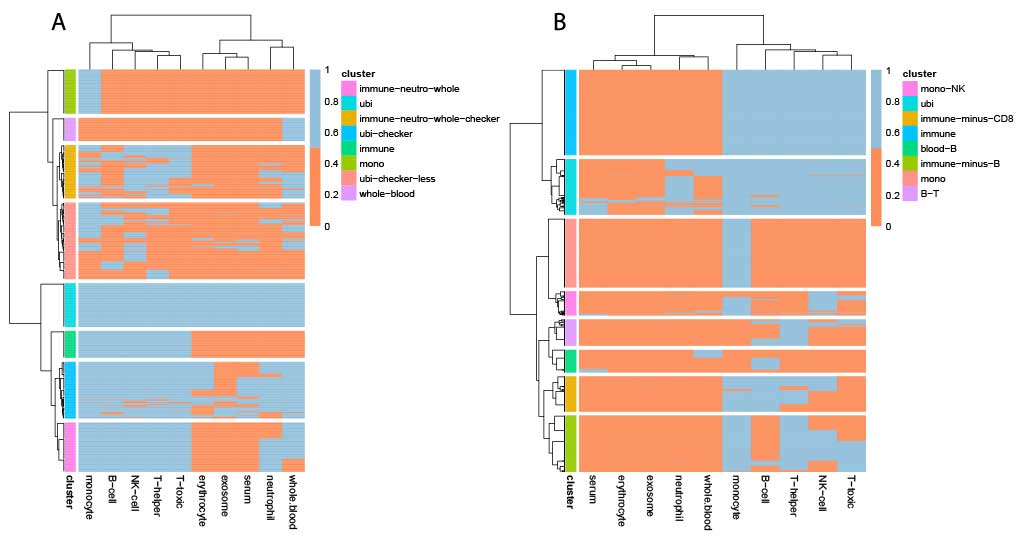 A
1
0.8
0.6
0.4
0.2
0
cluster
immune-neutro-whole
ubi
immune-neutro-whole-checker
ubi-checker
immune
mono
ubi-checker-less
whole-blood
cluster
monocyte
B-cell
NK-cell
T-helper
T-toxic
erythrocyte
exosome
serum
neutrophil
whole.blood
B
1
0.8
0.6
0.4
0.2
0
cluster
mono-NK
ubi
immune-minus-CD8
immune
blood-B
immune-minus-B
mono
B-T
cluster
serum
erythrocyte
exosome
neutrophil
whole.blood
monocyte
B-cell
T-helper
NK-cell
T-toxic